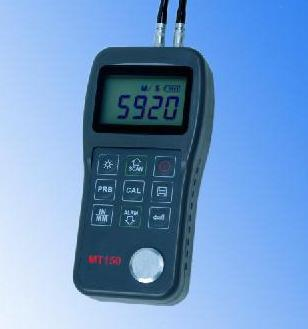 M/S
5920
SCAN
PRB CAL
IN
MM
ALRM
MT150